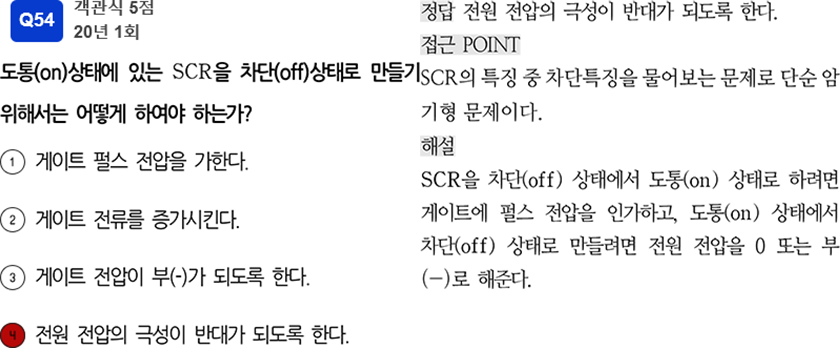 Q54
객관식 5점
20년 1회
도통(on)상태에 있는 SCR을 차단(off)상태로 만들기
위해서는 어떻게 하여야 하는가?
① 게이트 펄스 전압을 가한다.
② 게이트 전류를 증가시킨다.
③ 게이트 전압이 부(-)가 되도록 한다.
4 전원 전압의 극성이 반대가 되도록 한다.
정답 전원 전압의 극성이 반대가 되도록 한다.
접근 POINT
SCR의 특징 중 차단특징을 물어보는 문제로 단순 암
기형 문제이다.
해설
SCR을 차단(off) 상태에서 도통(on) 상태로 하려면
게이트에 펄스 전압을 인가하고, 도통(on) 상태에서
차단(off) 상태로 만들려면 전원 전압을 0 또는 부
(−)로 해준다.